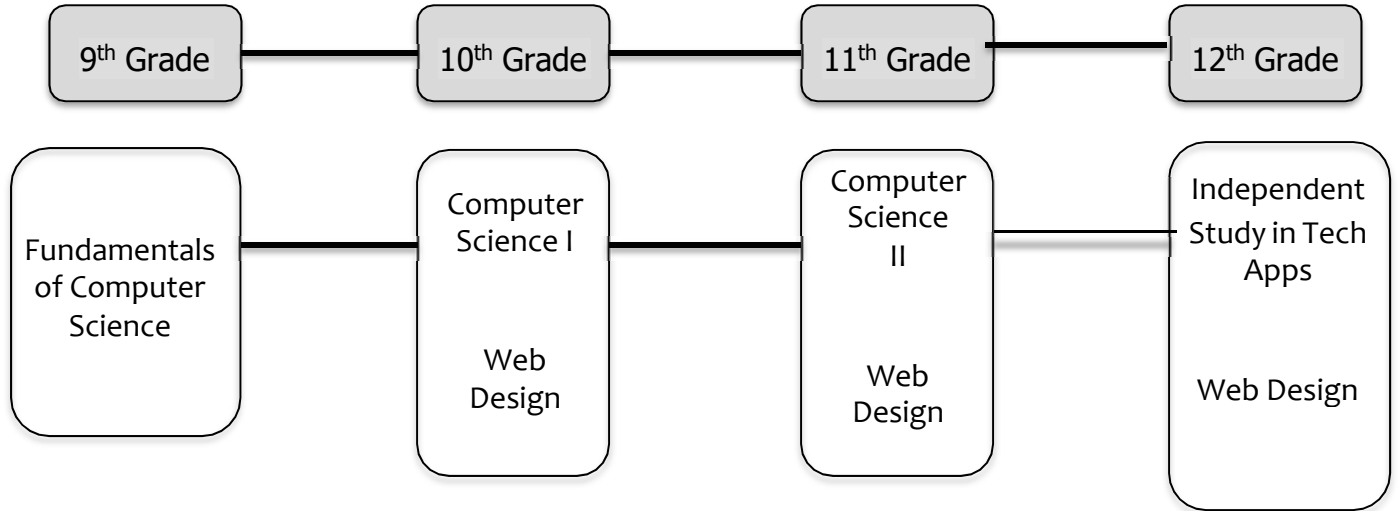 9th Grade
10th Grade
11th Grade
12th Grade
Fundamentals
of Computer
Science
Computer
Science I
Web
Design
Computer
Science
II
Web
Design
Independent
Study in Tech
Apps
Web Design